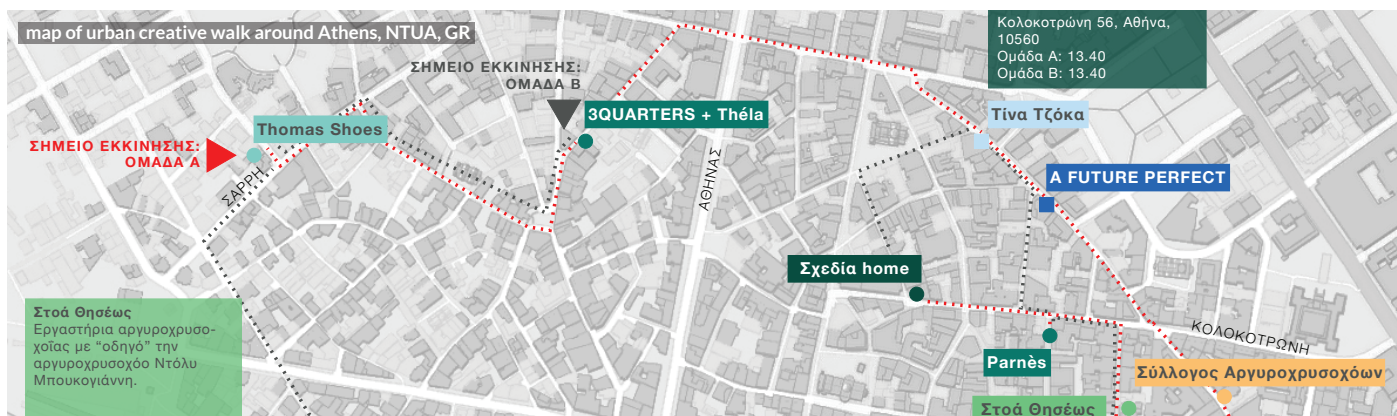 map of urban creative walk around Athens, NTUA, GR
Κολοκοτρώνη 56, Αθήνα,
10560
Ομάδα Α: 13.40
Ομάδα Β: 13.40
ΣΗΜΕΙΟ ΕΚΚΙΝΗΣΗΣ:
ΟΜΑΔΑ Β
3QUARTERS + Théla
Τίνα Τζόκα
Thomas Shoes
ΣΗΜΕΙΟ ΕΚΚΙΝΗΣΗΣ:
ΟΜΑΔΑ Α
ΣΑΡΡΗ
ΑΘΗΝΑΣ
A FUTURE PERFECT
Σχεδία home
Στοά Θησέως
Εργαστήρια αργυροχρυσο-
χοΐας με “οδηγό” την
αργυροχρυσοχόο Ντόλυ
Μπουκογιάννη.
ΚΟΛΟΚΟΤΡΩΝΗ
Parnès
Σύλλογος Αργυροχρυσοχόων
Στοά Θησέως